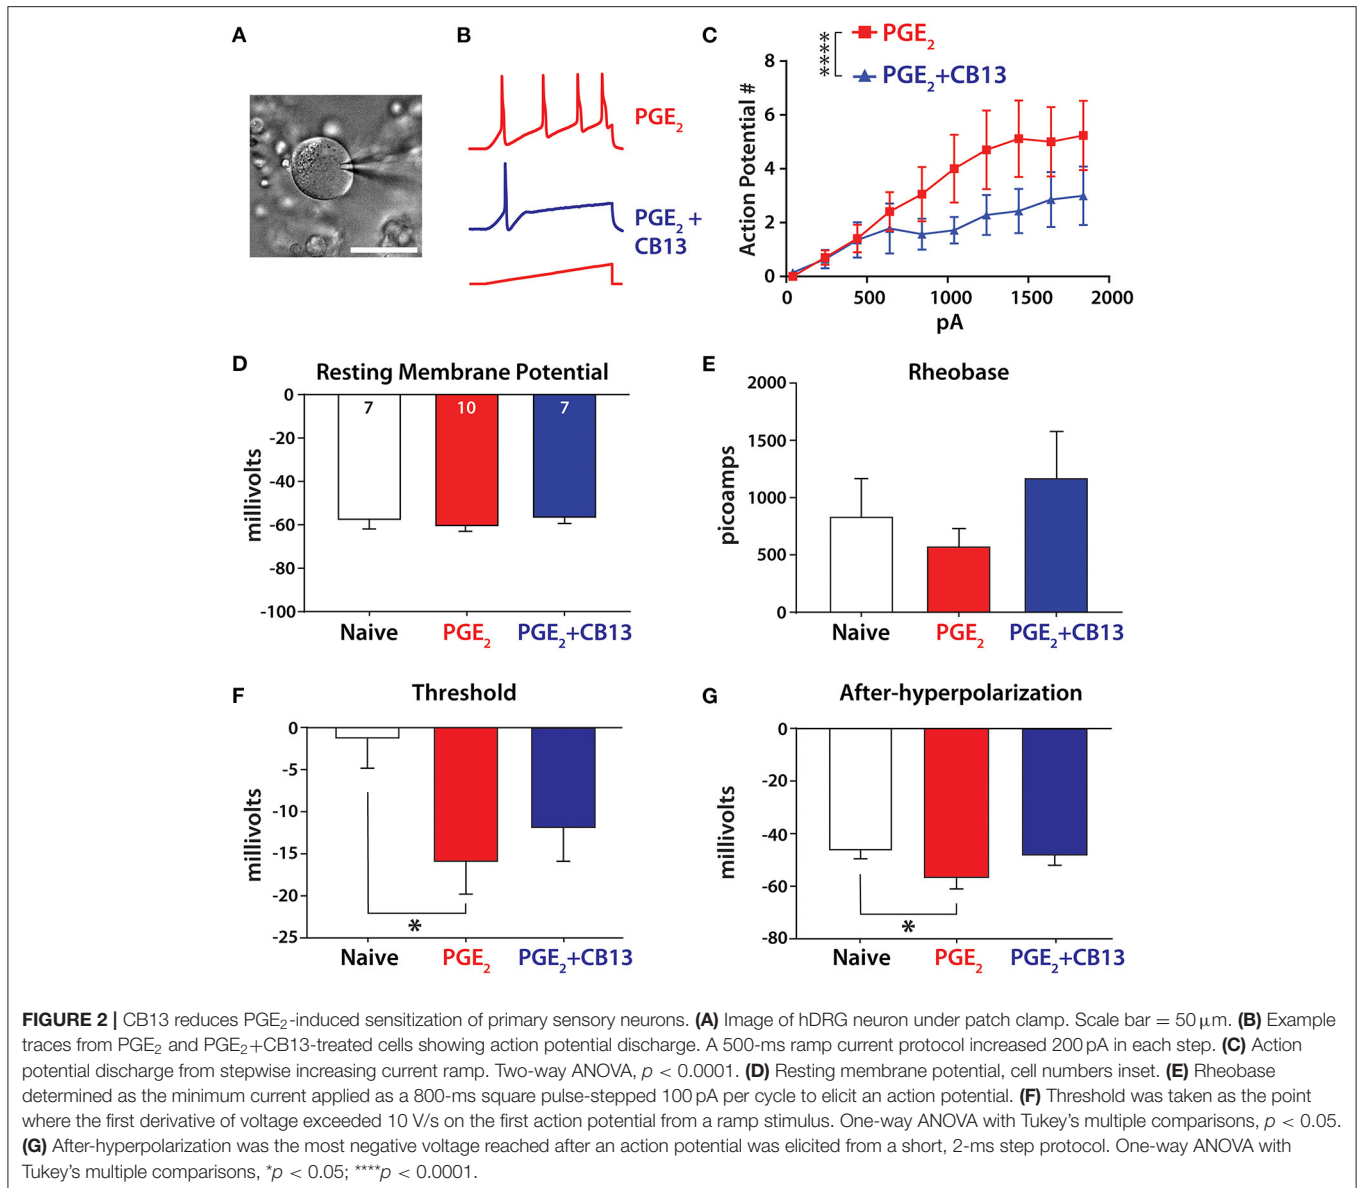 A
B
PGE2
PGE2 +
CB13
C
****
PGE2
PGE2+CB13
Action Potential #
8
6
4
2
0
0 500 1000 1500 2000
pA
D
Resting Membrane Potential
millivolts
0
-20
-40
-60
-80
-100
7 10 7
Naive PGE2 PGE2+CB13
E
Rheobase
picoamps
2000
1500
1000
500
0
Naive PGE2 PGE2+CB13
F
Threshold
millivolts
0
-5
-10
-15
-20
-25
*
Naive PGE2 PGE2+CB13
G
After-hyperpolarization
millivolts
0
-20
-40
-60
-80
*
Naive PGE2 PGE2+CB13
FIGURE 2 | CB13 reduces PGE2-induced sensitization of primary sensory neurons. (A) Image of hDRG neuron under patch clamp. Scale bar = 50 μm. (B) Example
traces from PGE2 and PGE2+CB13-treated cells showing action potential discharge. A 500-ms ramp current protocol increased 200 pA in each step. (C) Action
potential discharge from stepwise increasing current ramp. Two-way ANOVA, p < 0.0001. (D) Resting membrane potential, cell numbers inset. (E) Rheobase
determined as the minimum current applied as a 800-ms square pulse-stepped 100 pA per cycle to elicit an action potential. (F) Threshold was taken as the point
where the first derivative of voltage exceeded 10 V/s on the first action potential from a ramp stimulus. One-way ANOVA with Tukey's multiple comparisons, p < 0.05.
(G) After-hyperpolarization was the most negative voltage reached after an action potential was elicited from a short, 2-ms step protocol. One-way ANOVA with
Tukey's multiple comparisons, *p < 0.05; ****p < 0.0001.